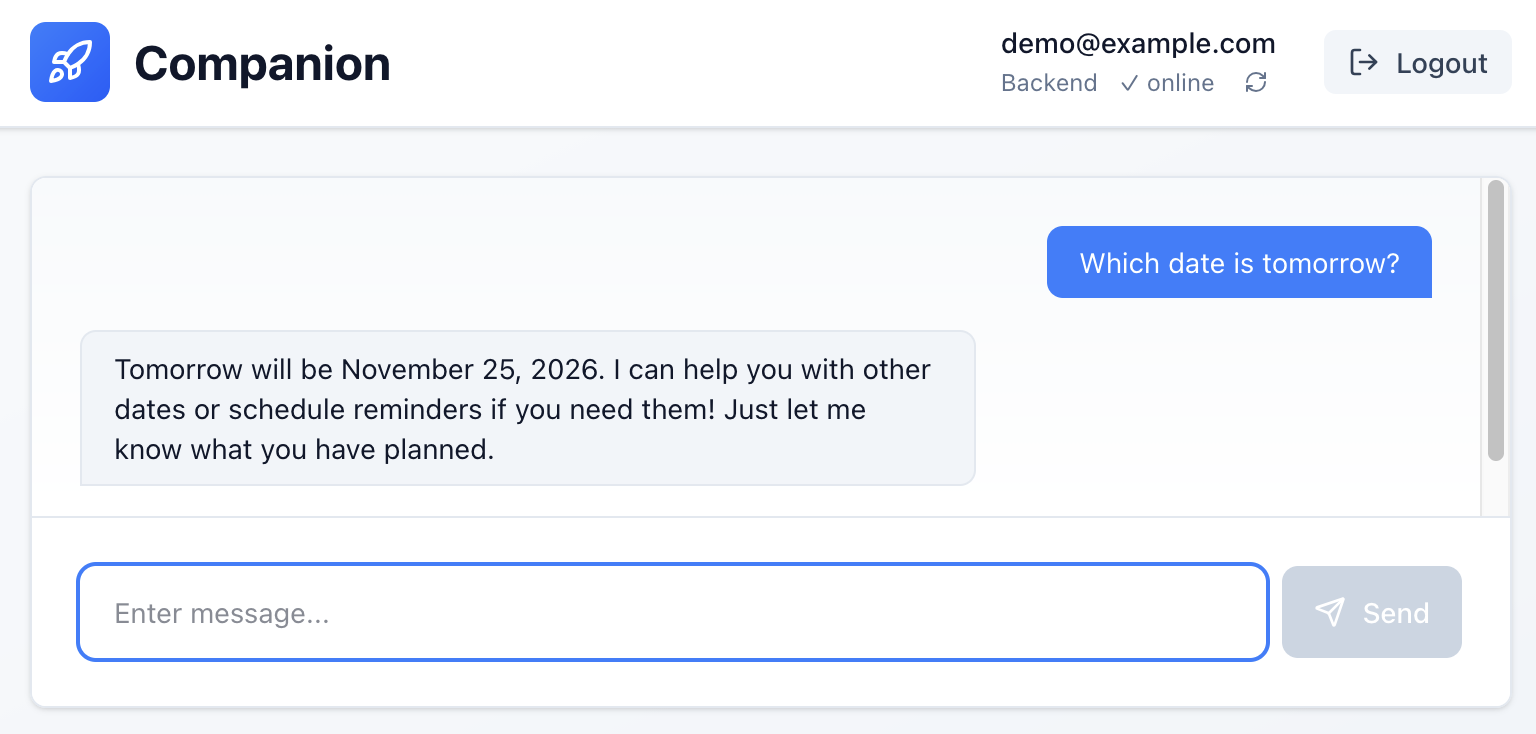 Companion
demo@example.com
Backend ✓ online
Logout
Which date is tomorrow?
Tomorrow will be November 25, 2026. I can help you with other
dates or schedule reminders if you need them! Just let me
know what you have planned.
Enter message...
Send